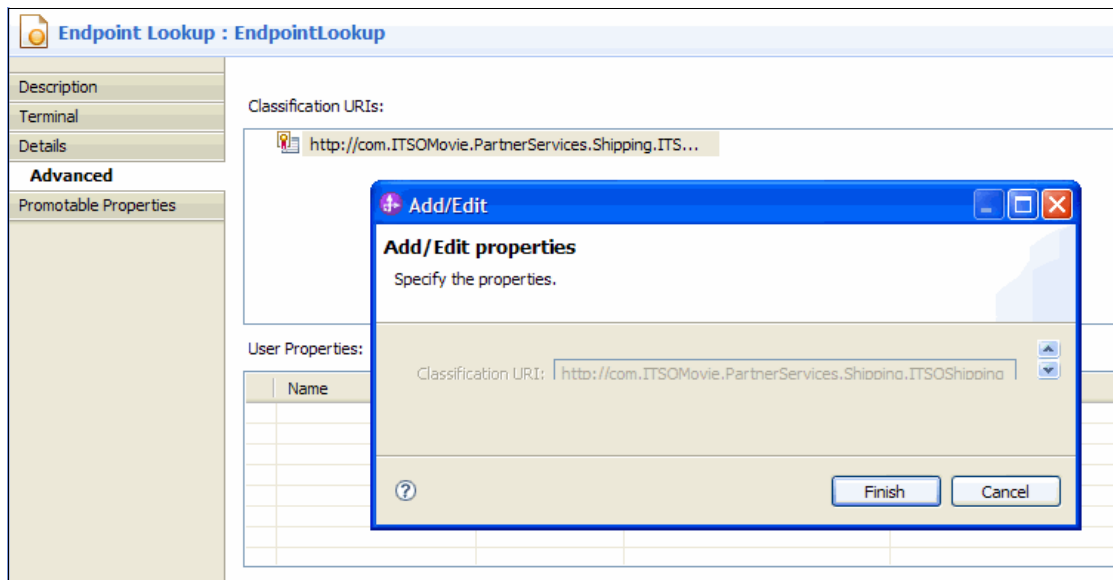 Endpoint Lookup : EndpointLookup
Description
Terminal
Details
Advanced
Promotable Properties
Classification URIs:
http://com.ITSOMovie.PartnerServices.Shipping.ITS...
Add/Edit
Add/Edit properties
Specify the properties.
Classification URI: http://com.ITSOMovie.PartnerServices.Shipping.ITSOShipping
User Properties:
Name
?
Finish
Cancel